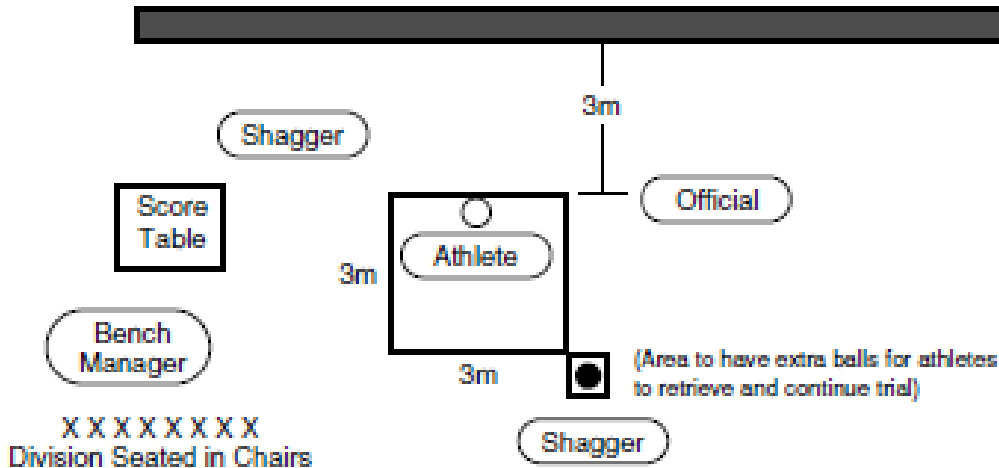 3m
Shagger
Official
Score
Table
Athlete
3m
Bench
Manager
3m
(Area to have extra balls for athletes
to retrieve and continue trial)
X X X X X X X X
Shagger
Division Seated in Chairs